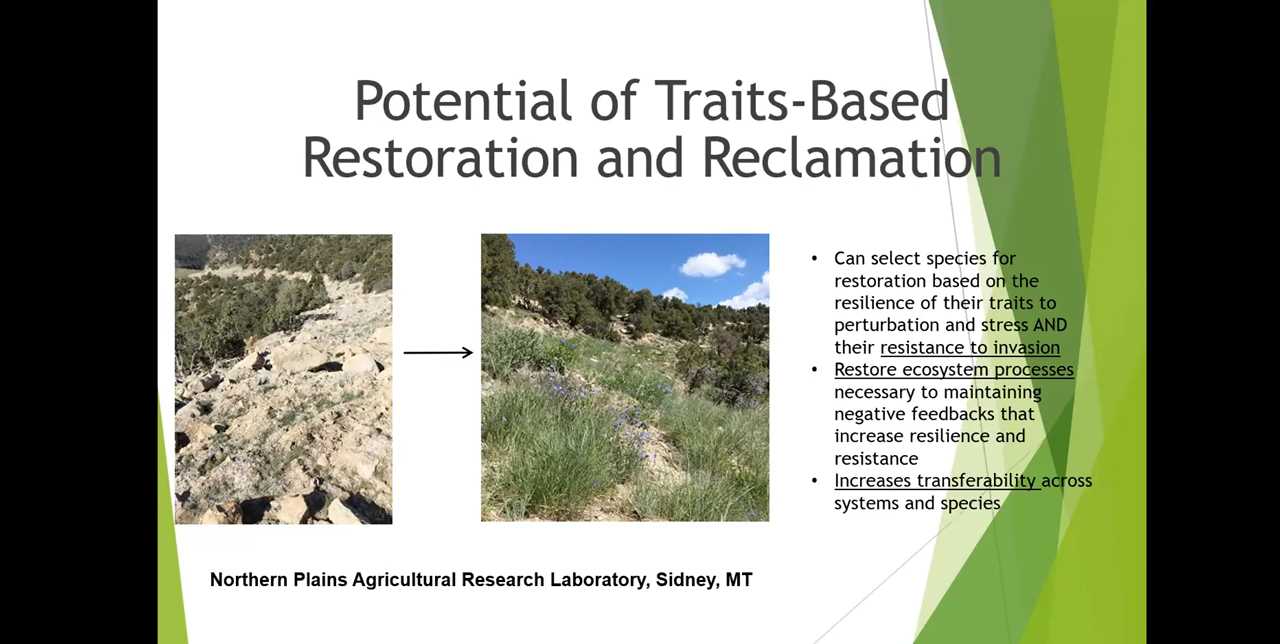 Potential of Traits-Based
Restoration and Reclamation
• Can select species for
restoration based on the
resilience of their traits to
perturbation and stress AND
their resistance to invasion
• Restore ecosystem processes
necessary to maintaining
negative feedbacks that
increase resilience and
resistance
• Increases transferability across
systems and species
Northern Plains Agricultural Research Laboratory, Sidney, MT